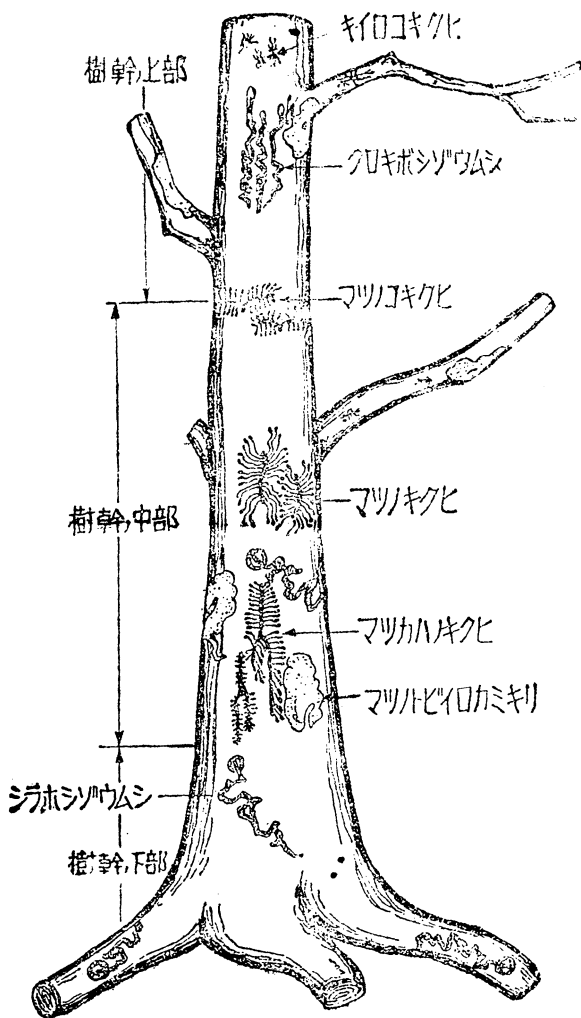 キイロコキクヒ
樹幹ノ上部
クロキボシゾウムシ
マツノコキクヒ
マツノキクヒ
樹幹ノ中部
マツカハノキクヒ
マツノトビイロカミキリ
シラホシゾウムシ
樹幹ノ下部